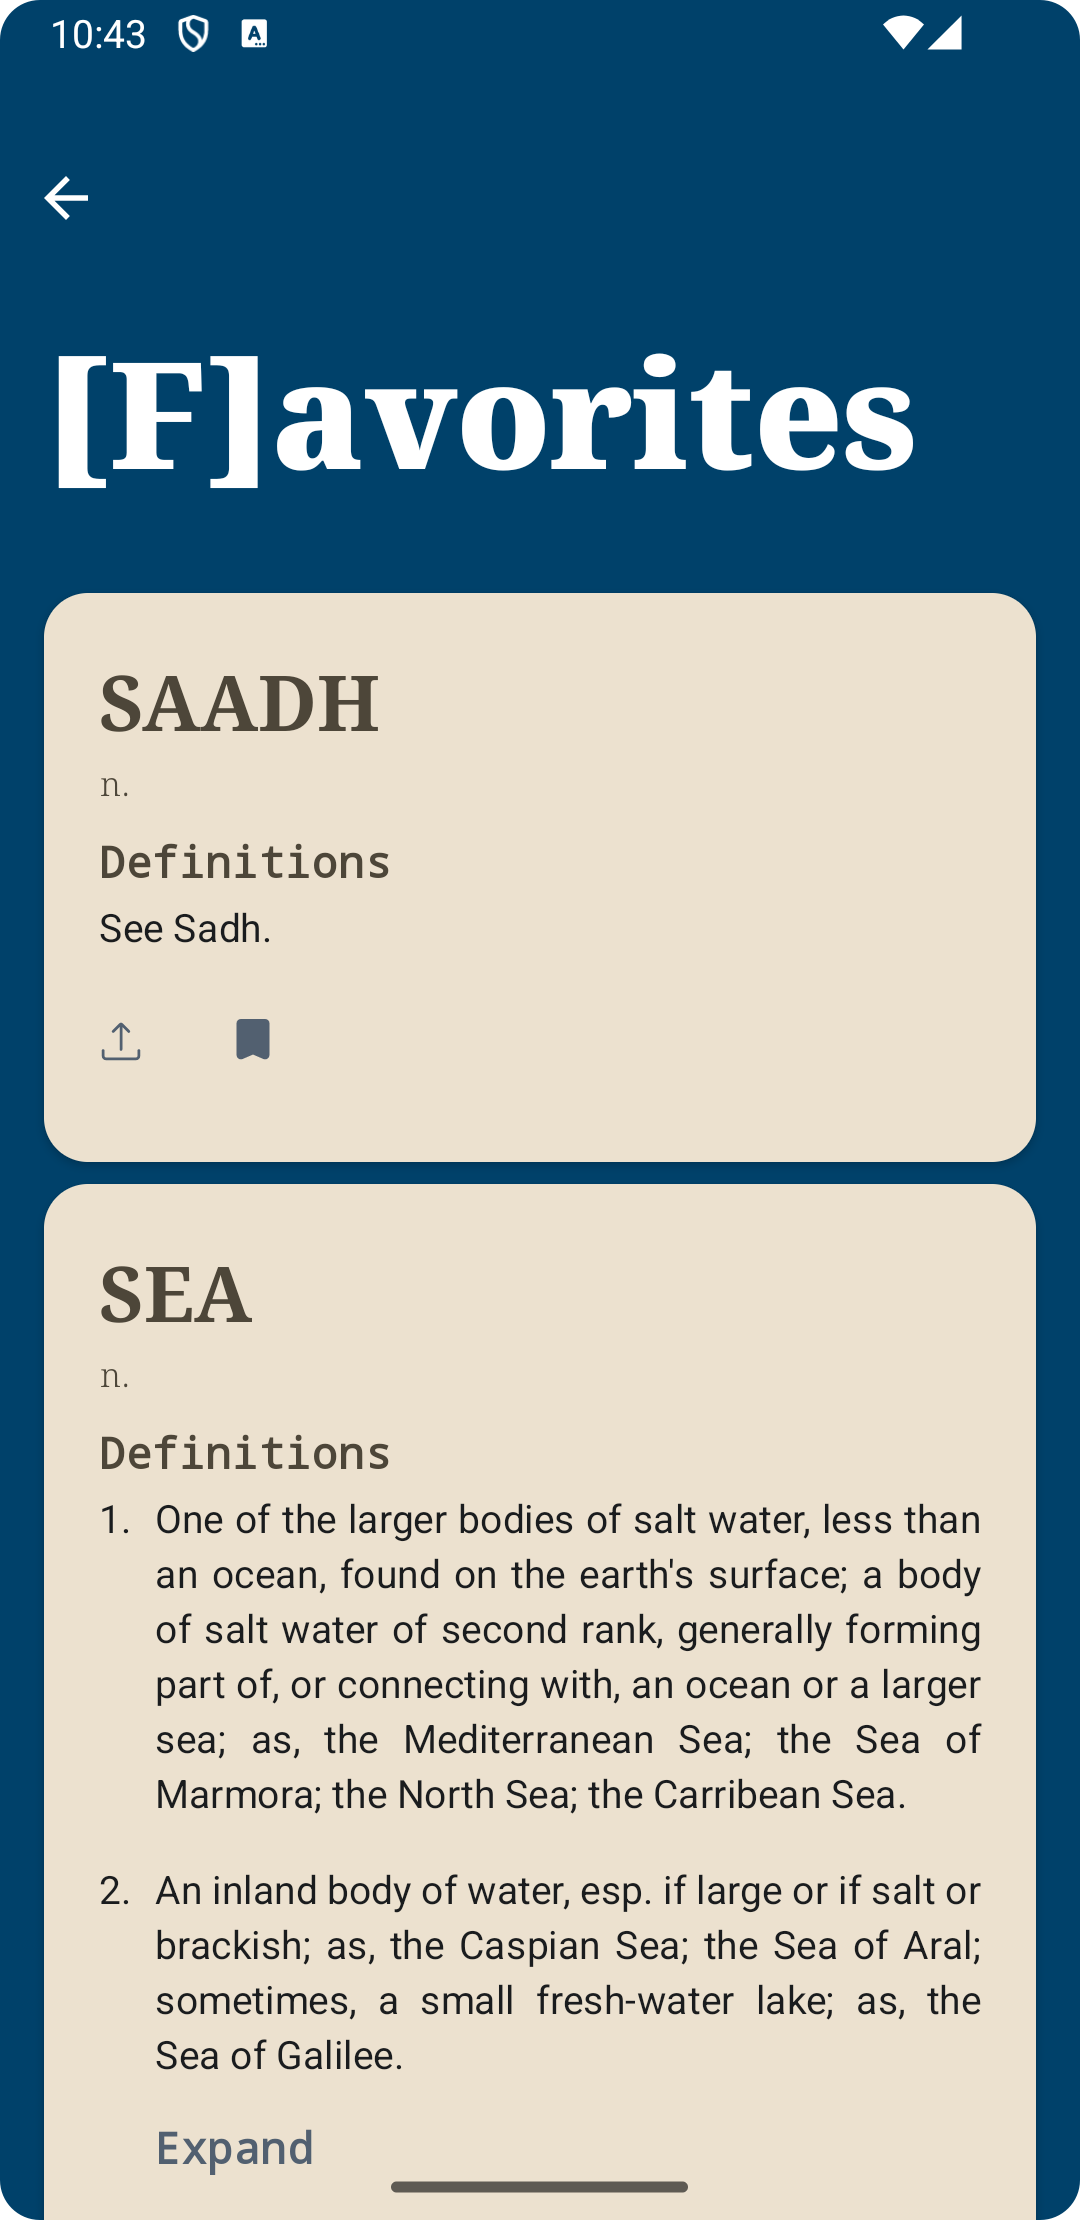 10:43
[F]avorites
SAADH
n.
Definitions
See Sadh.
SEA
n.
Definitions
1. One of the larger bodies of salt water, less than
an ocean, found on the earth's surface; a body
of salt water of second rank, generally forming
part of, or connecting with, an ocean or a larger
sea; as, the Mediterranean Sea; the Sea of
Marmora; the North Sea; the Carribean Sea.
2. An inland body of water, esp. if large or if salt or
brackish; as, the Caspian Sea; the Sea of Aral;
sometimes, a small fresh-water lake; as, the
Sea of Galilee.
Expand